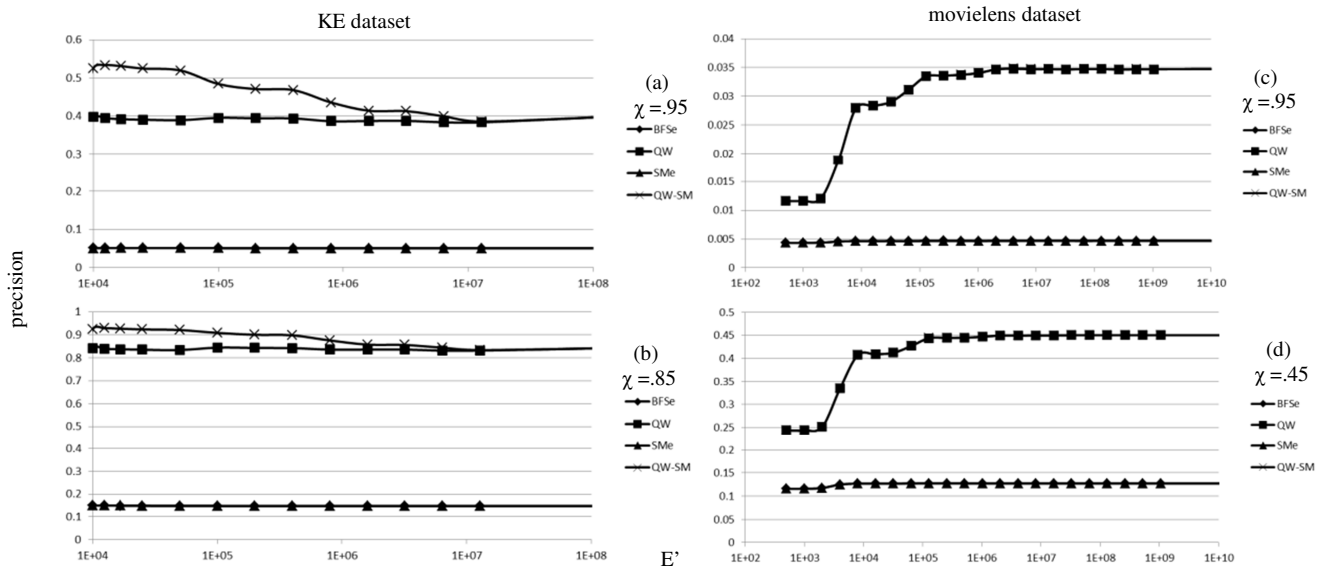 KE dataset
movielens dataset
precision
0.6
0.5
0.4
0.3
0.2
0.1
0
1E+04 1E+05 1E+06 1E+07 1E+08
(a)
χ =.95
BFSe
QW
SMe
QW-SM
0.04
0.035
0.03
0.025
0.02
0.015
0.01
0.005
0
1E+02 1E+03 1E+04 1E+05 1E+06 1E+07 1E+08 1E+09 1E+10
(c)
χ =.95
BFSe
QW
SMe
QW-SM
1
0.9
0.8
0.7
0.6
0.5
0.4
0.3
0.2
0.1
0
1E+04 1E+05 1E+06 1E+07 1E+08
(b)
χ =.85
BFSe
QW
SMe
QW-SM
0.5
0.45
0.4
0.35
0.3
0.25
0.2
0.15
0.1
0.05
0
1E+02 1E+03 1E+04 1E+05 1E+06 1E+07 1E+08 1E+09 1E+10
(d)
χ =.45
BFSe
QW
SMe
QW-SM
E’